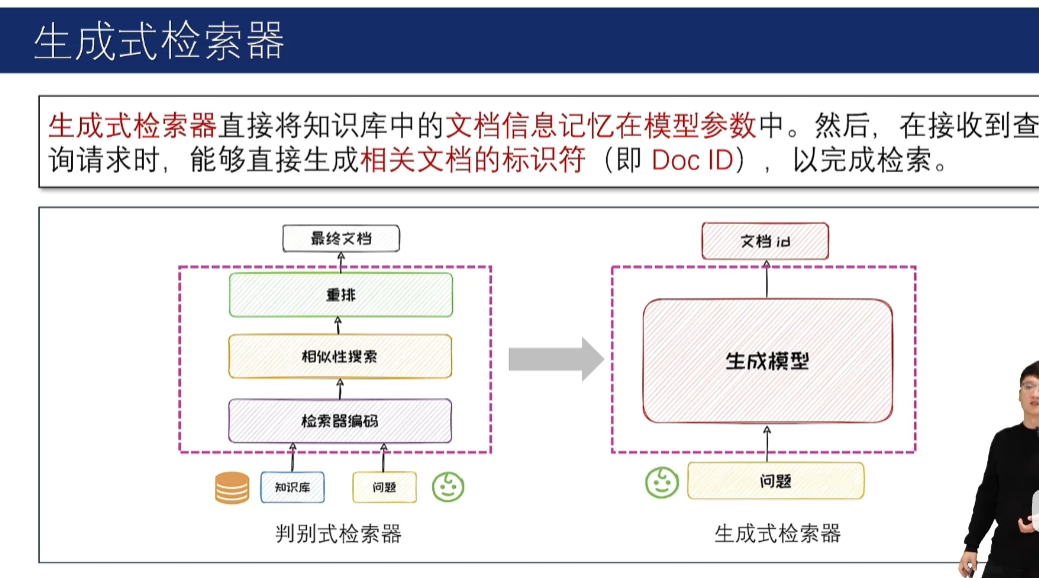 生成式检索器
生成式检索器直接将知识库中的文档信息记忆在模型参数中。然后，在接收到查
询请求时，能够直接生成相关文档的标识符（即 Doc ID），以完成检索。
最终文档
重排
相似性搜索
检索器编码
知识库
问题
判别式检索器
文档 id
生成模型
问题
生成式检索器